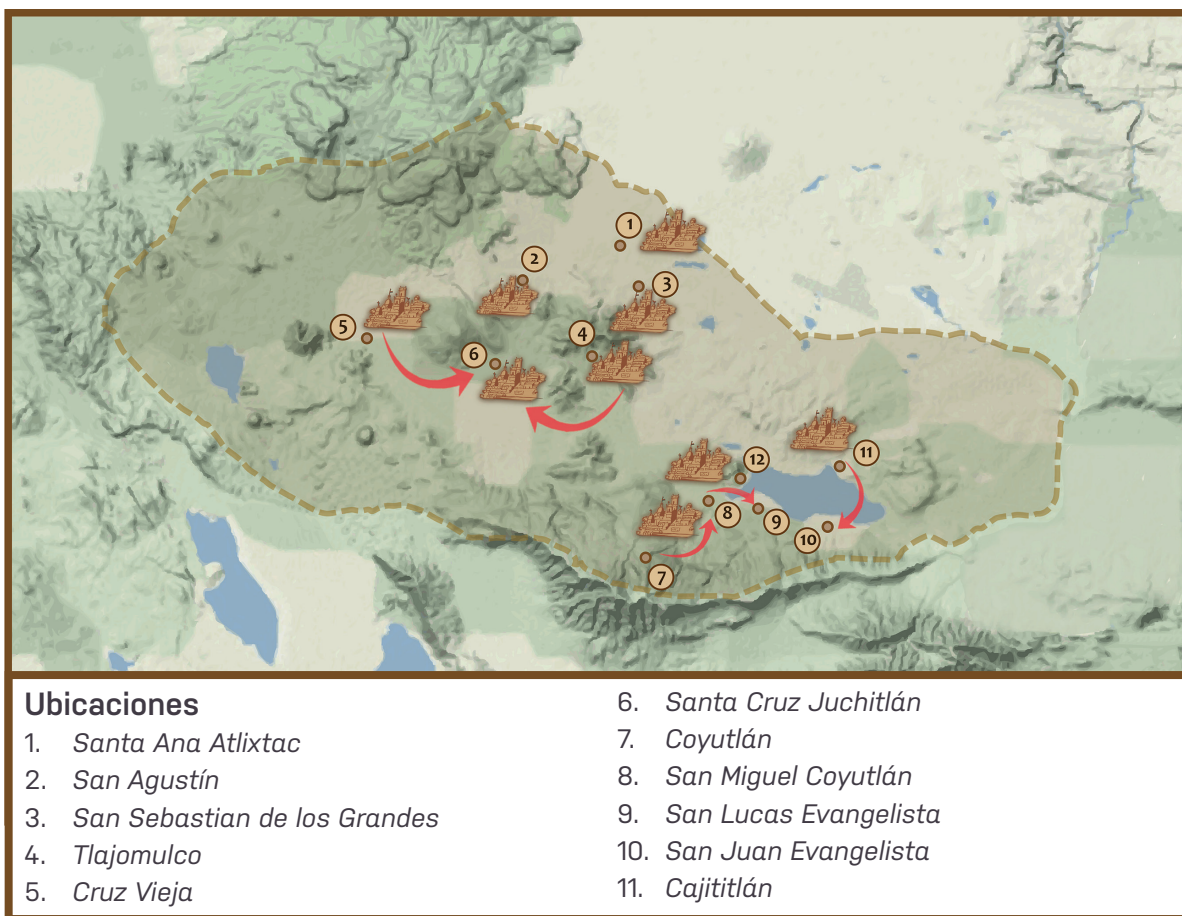 1
2
3
4
5
6
12
11
8
9
10
7
Ubicaciones
1. Santa Ana Atlixtac
2. San Agustín
3. San Sebastian de los Grandes
4. Tlajomulco
5. Cruz Vieja
6. Santa Cruz Juchitlán
7. Coyutlán
8. San Miguel Coyutlán
9. San Lucas Evangelista
10. San Juan Evangelista
11. Cajititlán